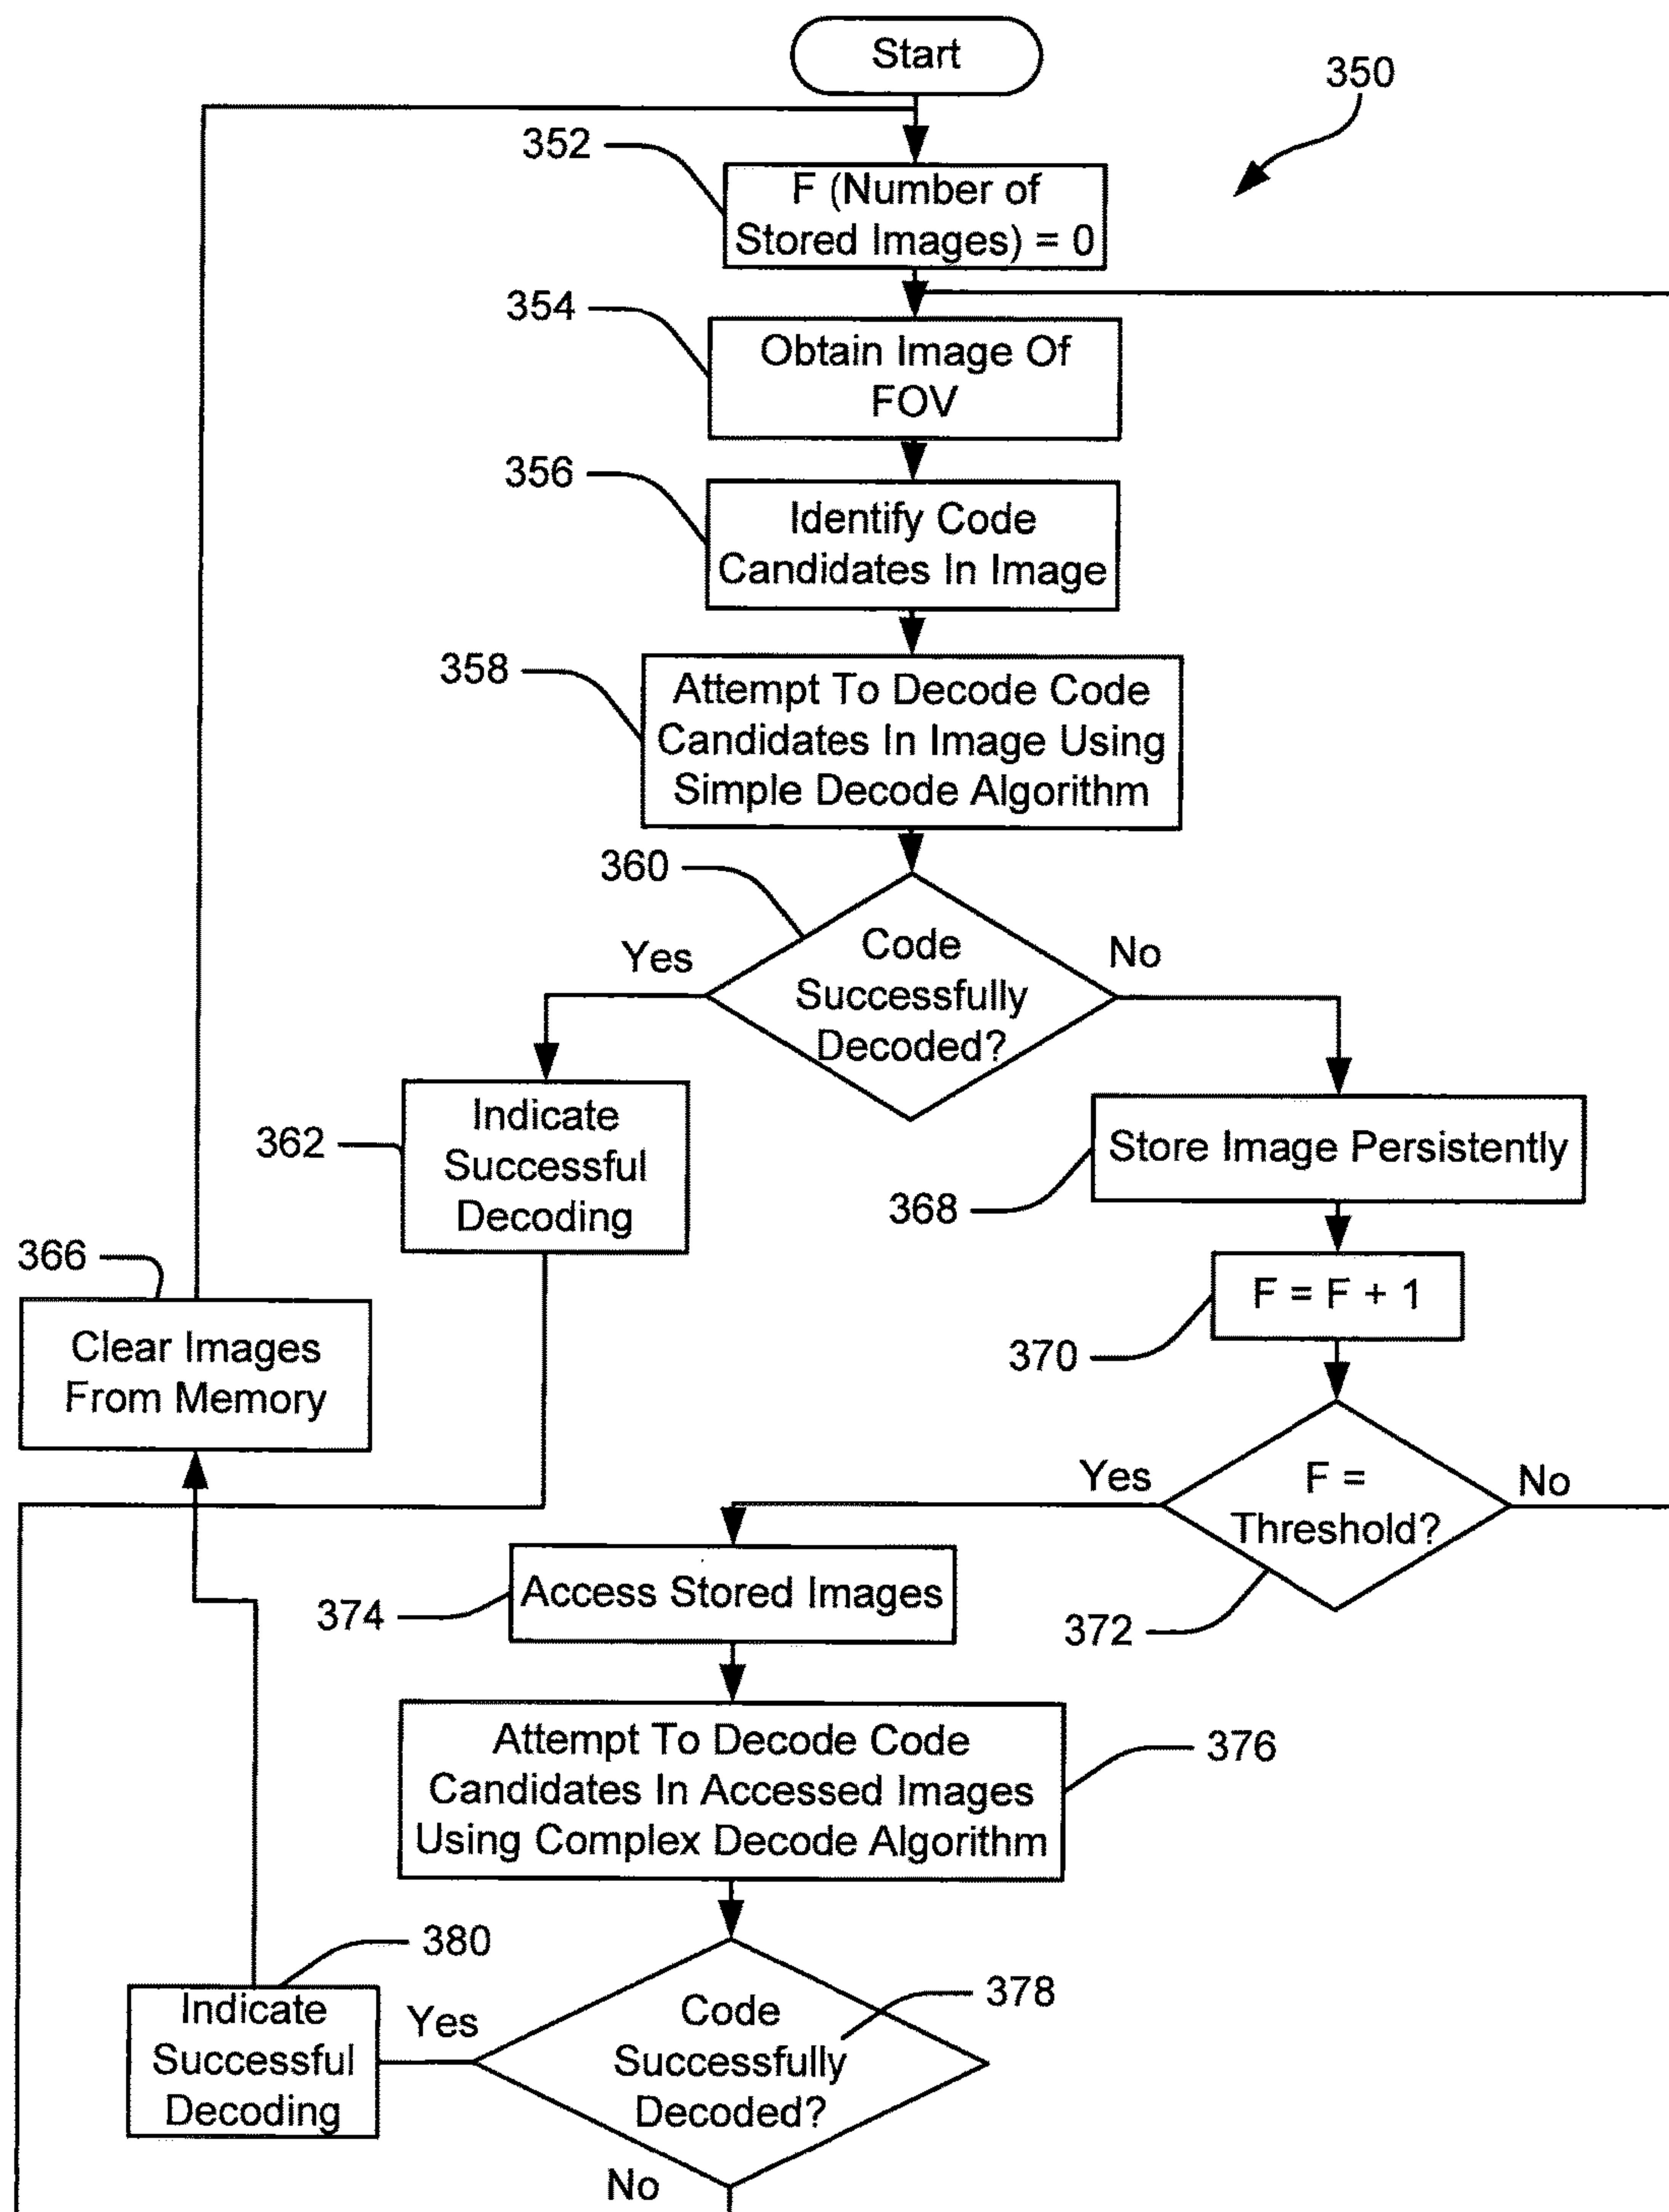 Start
350
352
F (Number of
Stored Images) = 0
354
Obtain Image Of
FOV
356
Identify Code
Candidates In Image
358
Attempt To Decode Code
Candidates In Image Using
Simple Decode Algorithm
360
Yes
Code
Successfully
Decoded?
No
362
Indicate
Successful
Decoding
Store Image Persistently
368
366
Clear Images
From Memory
F = F + 1
370
Yes
F =
Threshold?
No
372
Access Stored Images
374
Attempt To Decode Code
Candidates In Accessed Images
Using Complex Decode Algorithm
376
380
Indicate
Successful
Decoding
Yes
Code
Successfully
Decoded?
378
No